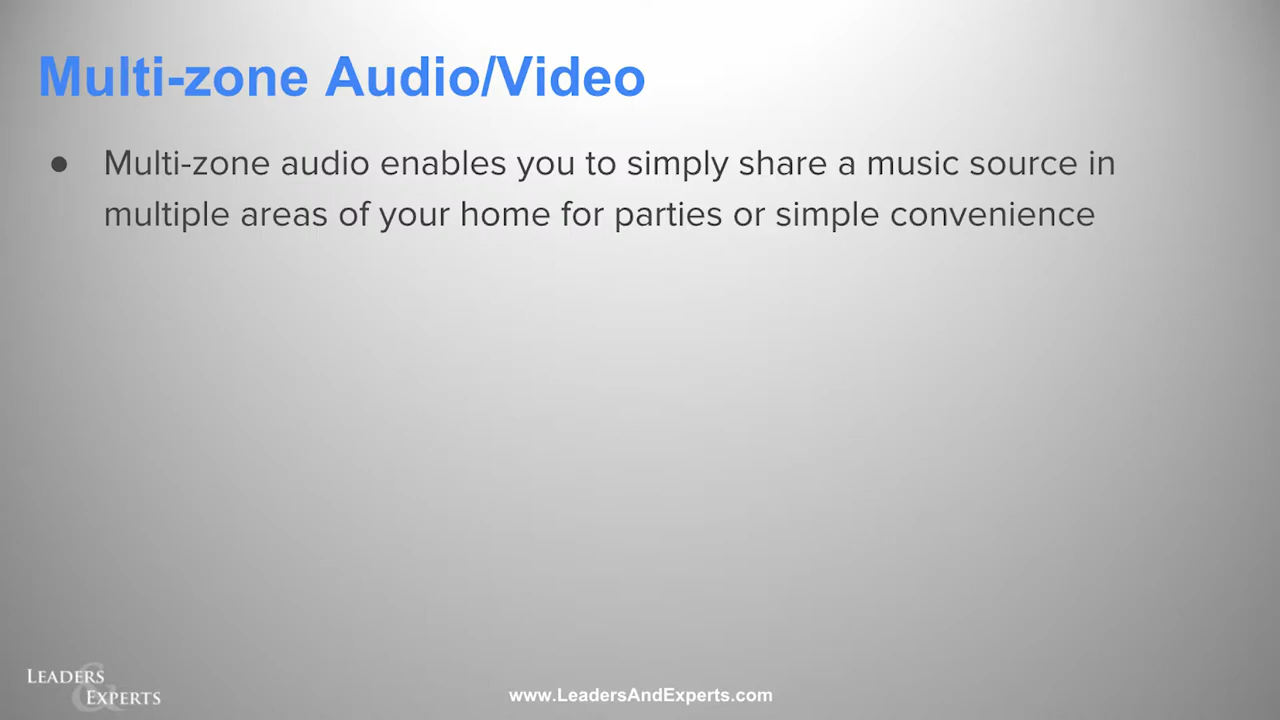 Multi-zone Audio/Video
● Multi-zone audio enables you to simply share a music source in
multiple areas of your home for parties or simple convenience
LEADERS
&
EXPERTS
www.LeadersAndExperts.com